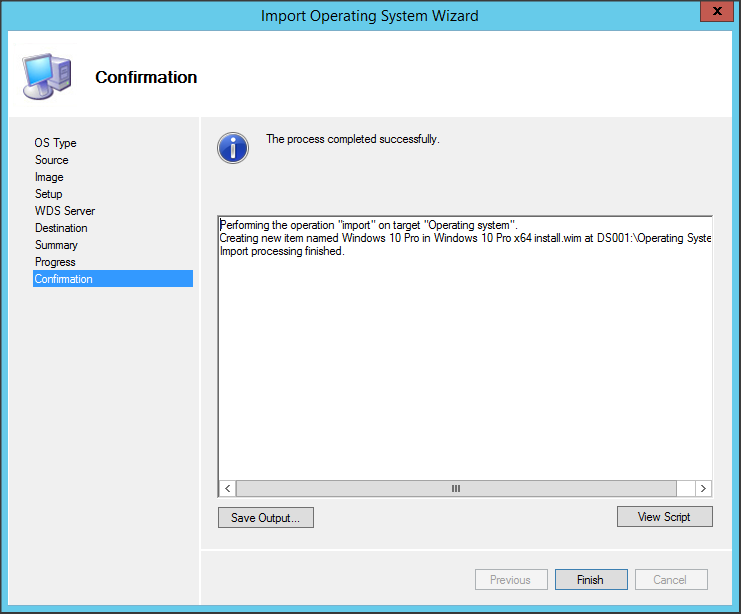 Import Operating System Wizard
x
Confirmation
OS Type
Source
Image
Setup
WDS Server
Destination
Summary
Progress
Confirmation
The process completed successfully.
Performing the operation "import" on target "Operating system".
Creating new item named Windows 10 Pro in Windows 10 Pro x64 install.wim at DS001:\Operating Syste
Import processing finished.
Save Output...
View Script
Previous
Finish
Cancel